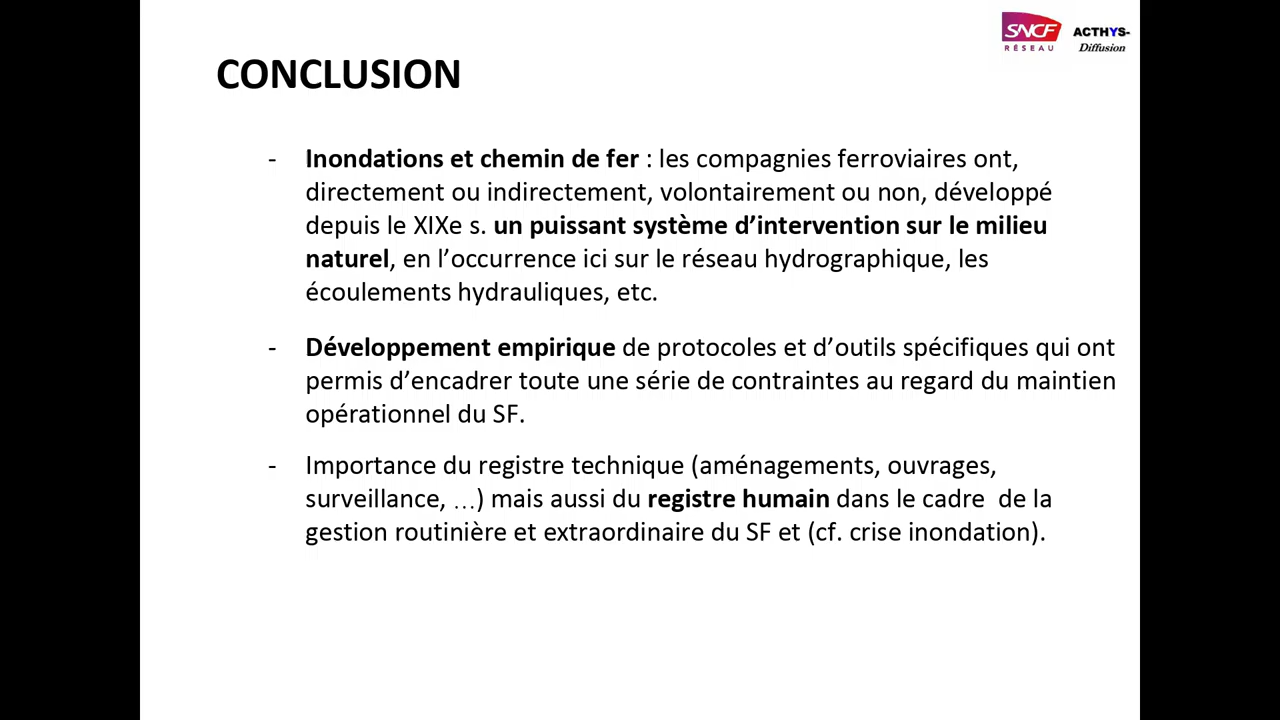 SNCF
RÉSEAU
ACTHYS-
Diffusion
CONCLUSION
- Inondations et chemin de fer : les compagnies ferroviaires ont,
directement ou indirectement, volontairement ou non, développé
depuis le XIXe s. un puissant système d’intervention sur le milieu
naturel, en l’occurrence ici sur le réseau hydrographique, les
écoulements hydrauliques, etc.
- Développement empirique de protocoles et d’outils spécifiques qui ont
permis d’encadrer toute une série de contraintes au regard du maintien
opérationnel du SF.
- Importance du registre technique (aménagements, ouvrages,
surveillance, …) mais aussi du registre humain dans le cadre  de la
gestion routinière et extraordinaire du SF et (cf. crise inondation).